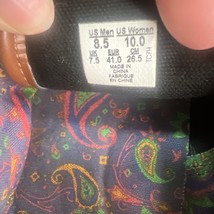 US Men US Women
8.5 10.0
UK EUR CM
7.5 41.0 26.5
MADE IN
CHINA
FABRIQUE
EN CHINE